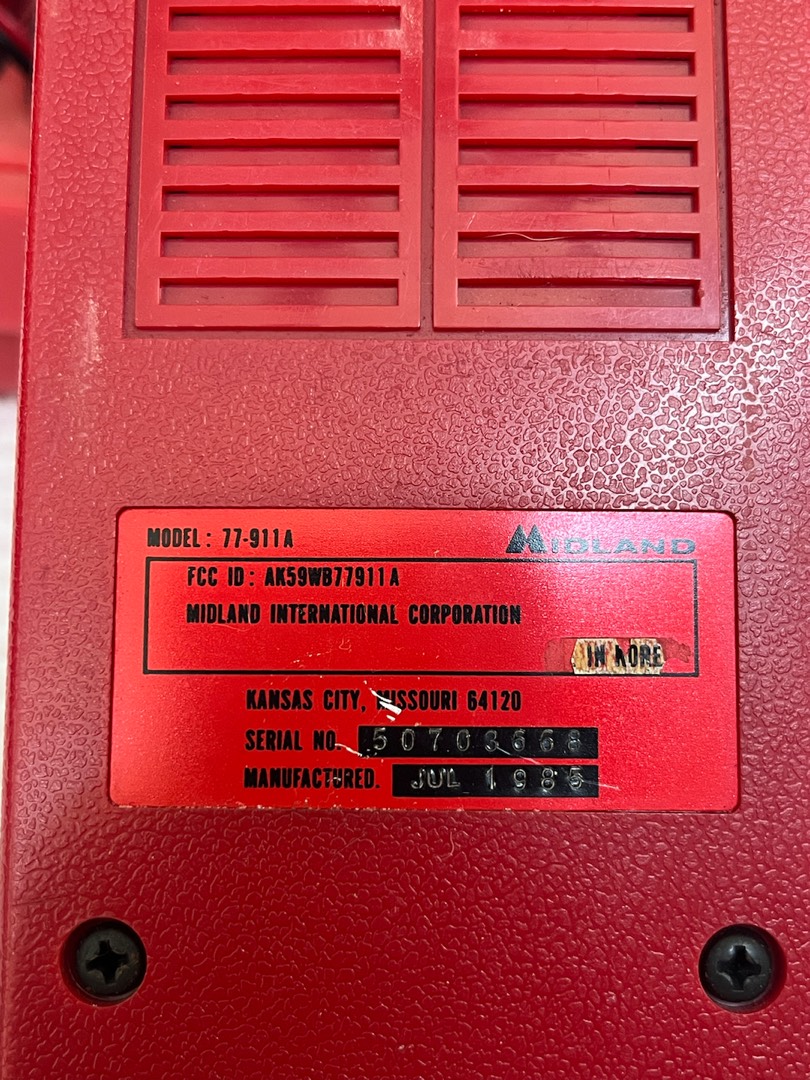 MODEL: 77-911A MIDLAND
FCC ID: AK59WB77911A
MIDLAND INTERNATIONAL CORPORATION
IN KORE
KANSAS CITY, MISSOURI 64120
SERIAL NO. 50703668
MANUFACTURED. JUL 1985